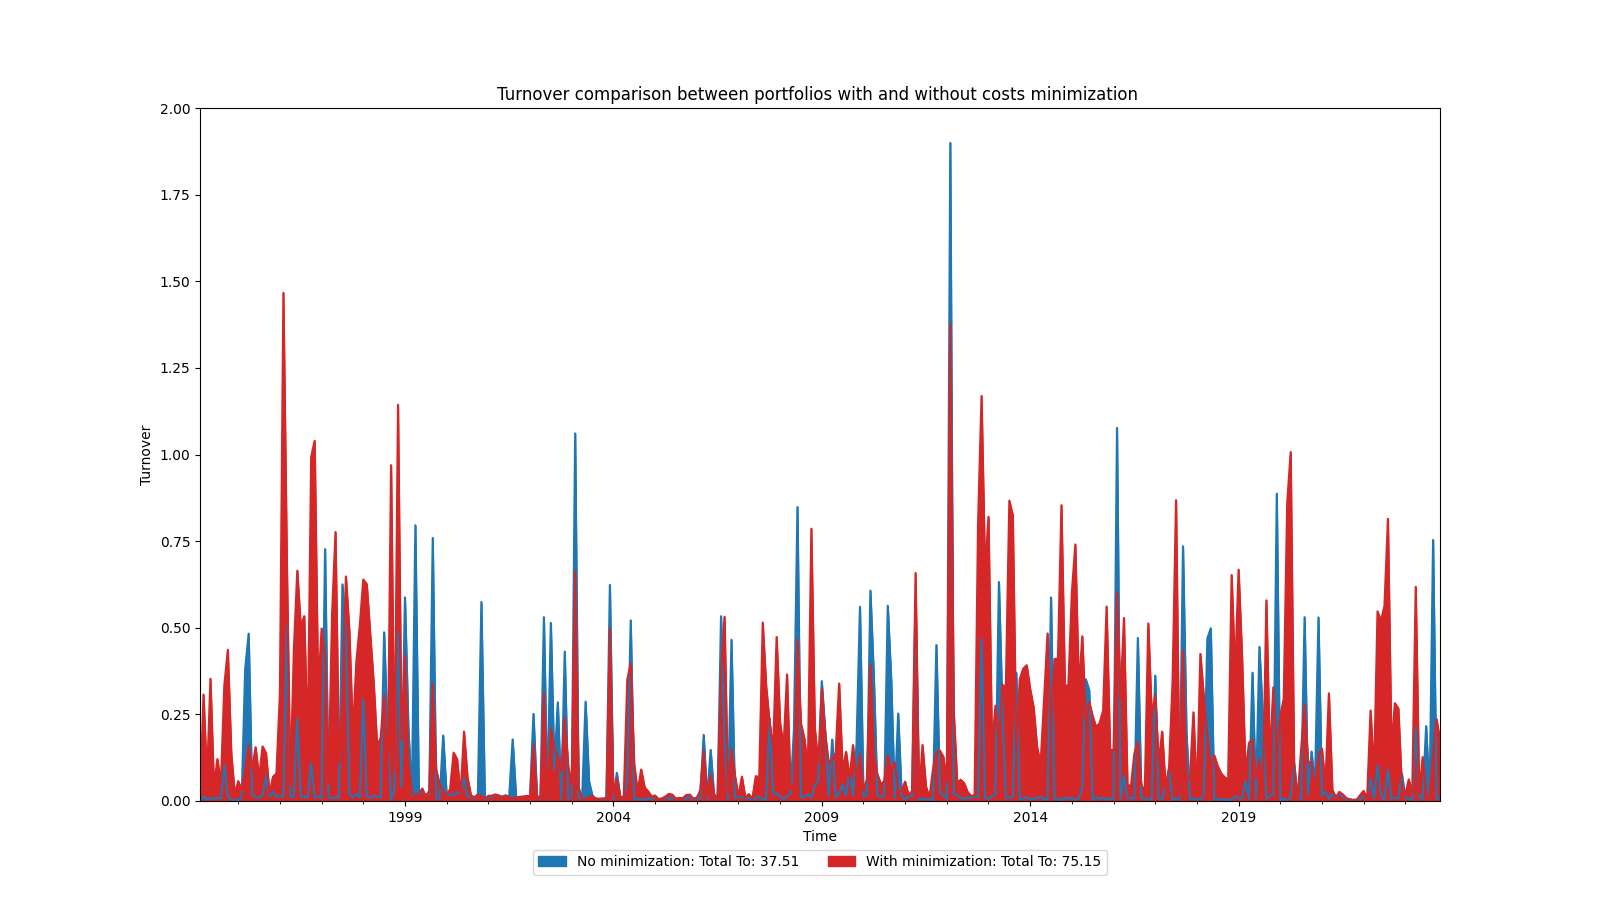 Turnover comparison between portfolios with and without costs minimization
2.00
1.75
1.50
1.25
1.00
0.75
0.50
0.25
0.00
Turnover
1999 2004 2009 2014 2019
Time
No minimization: Total To: 37.51 With minimization: Total To: 75.15